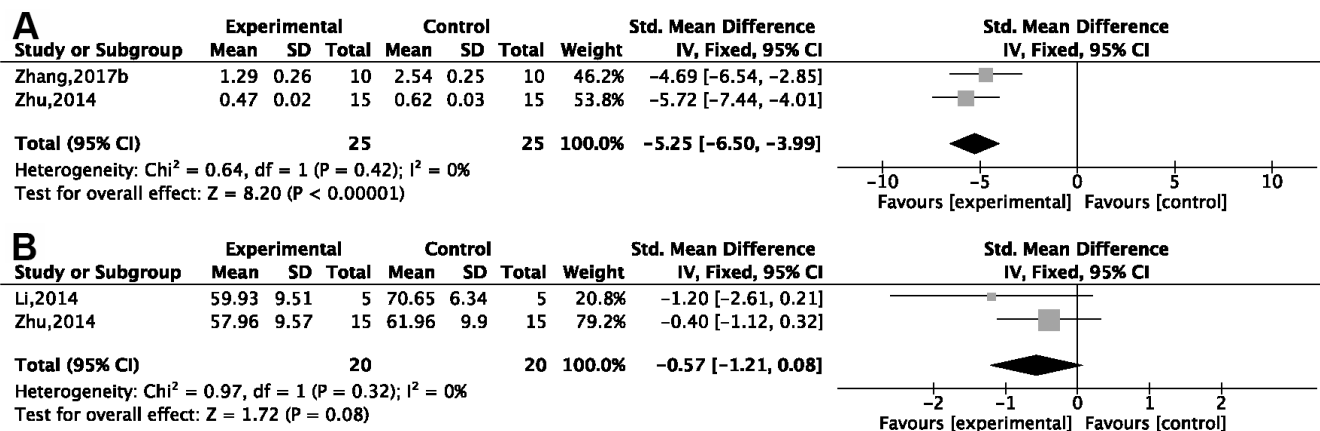 A
Experimental Control Std. Mean Difference Std. Mean Difference
Study or Subgroup Mean SD Total Mean SD Total Weight IV, Fixed, 95% CI IV, Fixed, 95% CI
Zhang,2017b 1.29 0.26 10 2.54 0.25 10 46.2% −4.69 [−6.54, −2.85]
Zhu,2014 0.47 0.02 15 0.62 0.03 15 53.8% −5.72 [−7.44, −4.01]
Total (95% CI) 25 25 100.0% −5.25 [−6.50, −3.99]
Heterogeneity: Chi² = 0.64, df = 1 (P = 0.42); I² = 0%
Test for overall effect: Z = 8.20 (P < 0.00001)
−10 −5 0 5 10
Favours [experimental] Favours [control]
B
Experimental Control Std. Mean Difference Std. Mean Difference
Study or Subgroup Mean SD Total Mean SD Total Weight IV, Fixed, 95% CI IV, Fixed, 95% CI
Li,2014 59.93 9.51 5 70.65 6.34 5 20.8% −1.20 [−2.61, 0.21]
Zhu,2014 57.96 9.57 15 61.96 9.9 15 79.2% −0.40 [−1.12, 0.32]
Total (95% CI) 20 20 100.0% −0.57 [−1.21, 0.08]
Heterogeneity: Chi² = 0.97, df = 1 (P = 0.32); I² = 0%
Test for overall effect: Z = 1.72 (P = 0.08)
−2 −1 0 1 2
Favours [experimental] Favours [control]